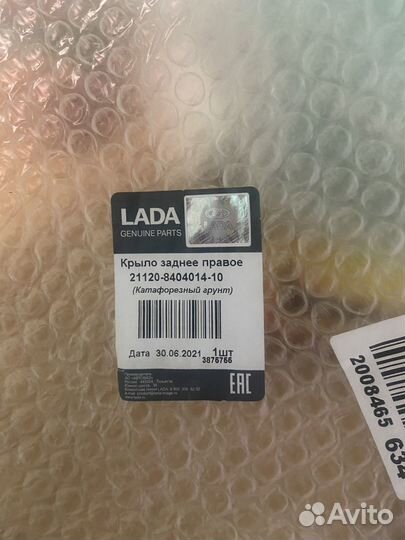 LADA
GENUINE PARTS
Крыло заднее правое
21120-8404014-10
(Катафорезный грунт)
Дата 30.06.2021 1шт
3876755
EAC
2008465 634
Avito